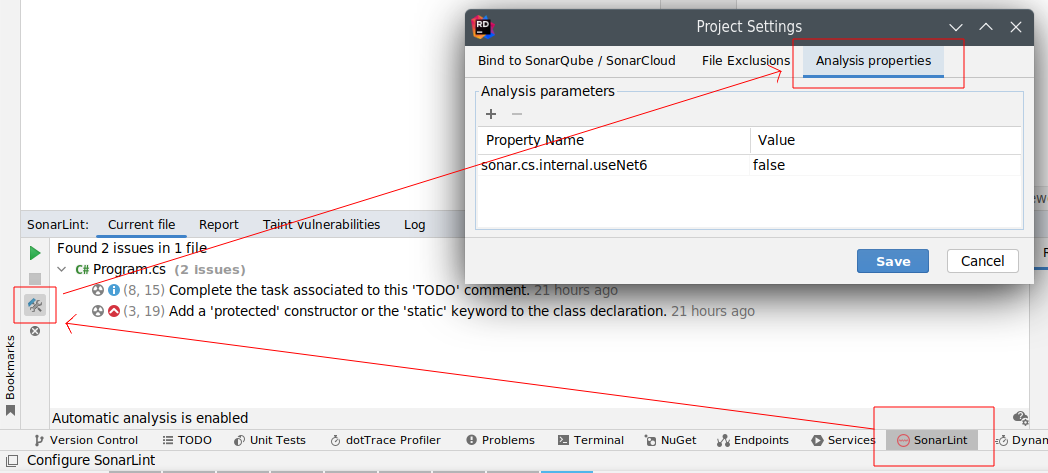 RD
Project Settings
Bind to SonarQube / SonarCloud File Exclusions Analysis properties
Analysis parameters
Property Name Value
sonar.cs.internal.useNet6 false
Save Cancel
SonarLint: Current file Report Taint vulnerabilities Log
Found 2 issues in 1 file
C# Program.cs (2 issues)
(8, 15) Complete the task associated to this 'TODO' comment. 21 hours ago
(3, 19) Add a 'protected' constructor or the 'static' keyword to the class declaration. 21 hours ago
Bookmarks
Automatic analysis is enabled
Version Control TODO Unit Tests dotTrace Profiler Problems Terminal NuGet Endpoints Services SonarLint Dynam
Configure SonarLint